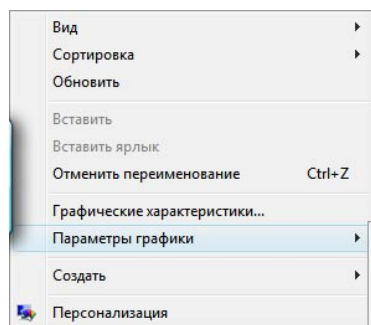 Вид
Сортировка
Обновить
Вставить
Вставить ярлык
Отменить переименование Ctrl+Z
Графические характеристики...
Параметры графики
Создать
Персонализация